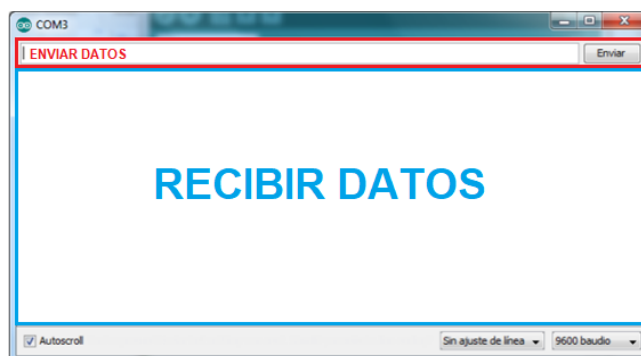 COM3
ENVIAR DATOS Enviar
RECIBIR DATOS
Autoscroll Sin ajuste de línea 9600 baudio